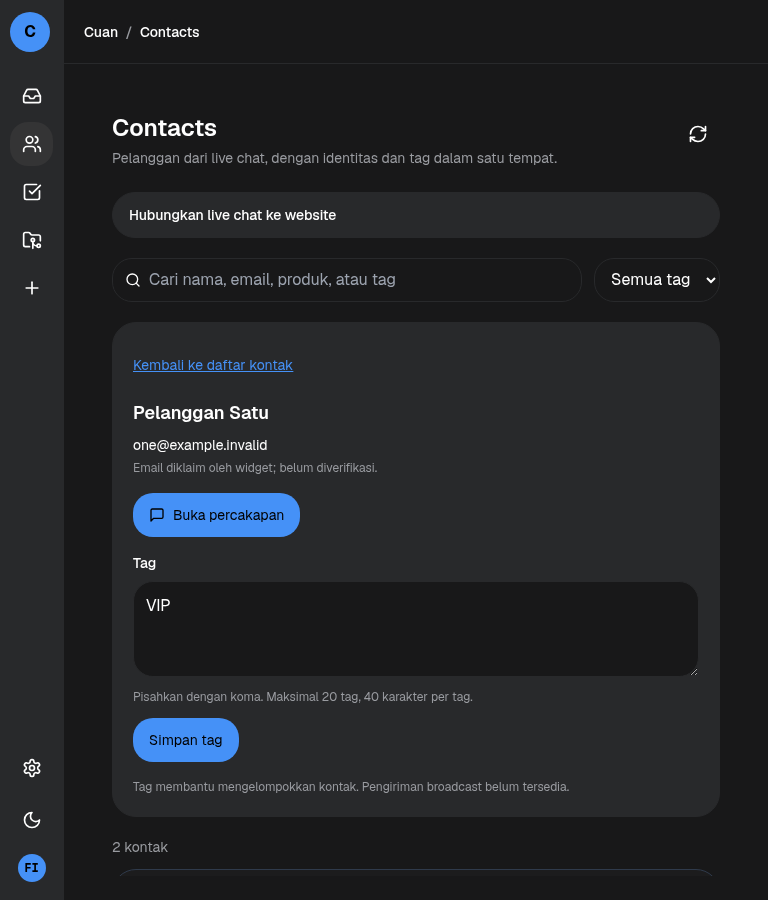 C
Cuan / Contacts
Contacts
Pelanggan dari live chat, dengan identitas dan tag dalam satu tempat.
Hubungkan live chat ke website
Cari nama, email, produk, atau tag
Semua tag
Kembali ke daftar kontak
Pelanggan Satu
one@example.invalid
Email diklaim oleh widget; belum diverifikasi.
Buka percakapan
Tag
VIP
Pisahkan dengan koma. Maksimal 20 tag, 40 karakter per tag.
Simpan tag
Tag membantu mengelompokkan kontak. Pengiriman broadcast belum tersedia.
2 kontak
FI